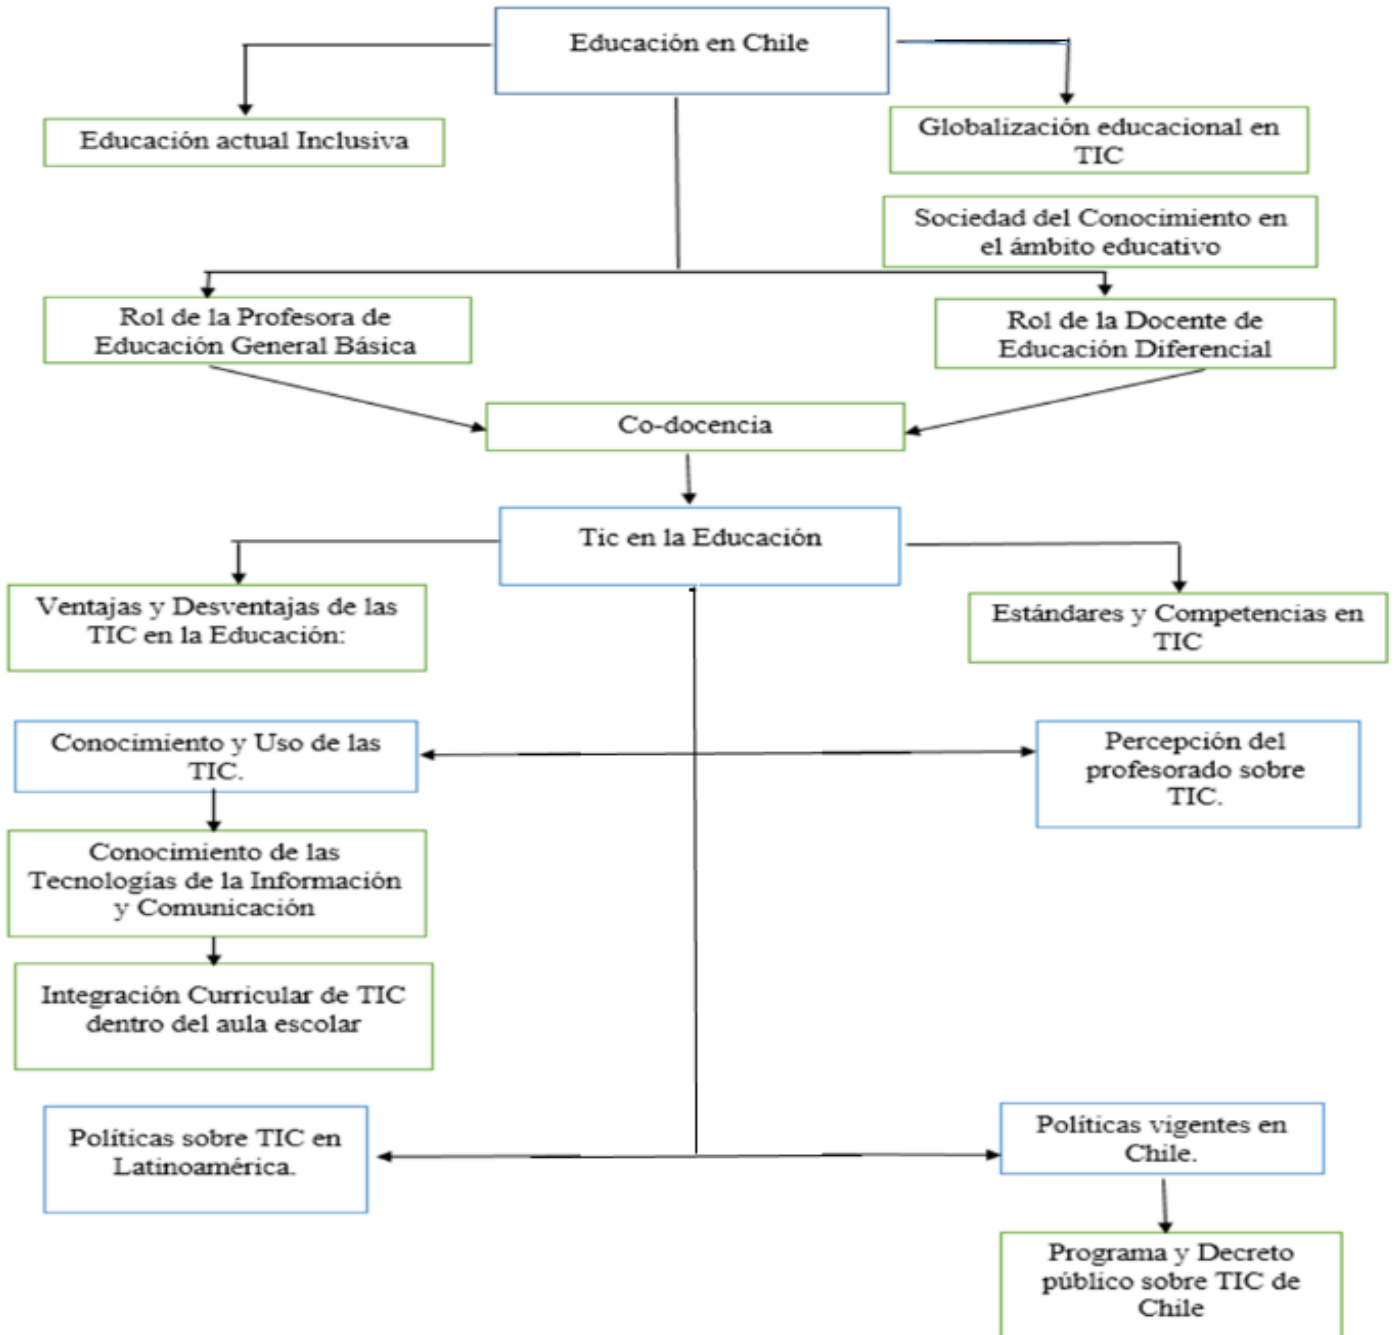 Educación en Chile
Educación actual Inclusiva
Globalización educacional en
TIC
Sociedad del Conocimiento en
el ámbito educativo
Rol de la Profesora de
Educación General Básica
Rol de la Docente de
Educación Diferencial
Co-docencia
Tic en la Educación
Ventajas y Desventajas de las
TIC en la Educación:
Estándares y Competencias en
TIC
Conocimiento y Uso de las
TIC.
Percepción del
profesorado sobre
TIC.
Conocimiento de las
Tecnologías de la Información
y Comunicación
Integración Curricular de TIC
dentro del aula escolar
Políticas sobre TIC en
Latinoamérica.
Políticas vigentes en
Chile.
Programa y Decreto
público sobre TIC de
Chile